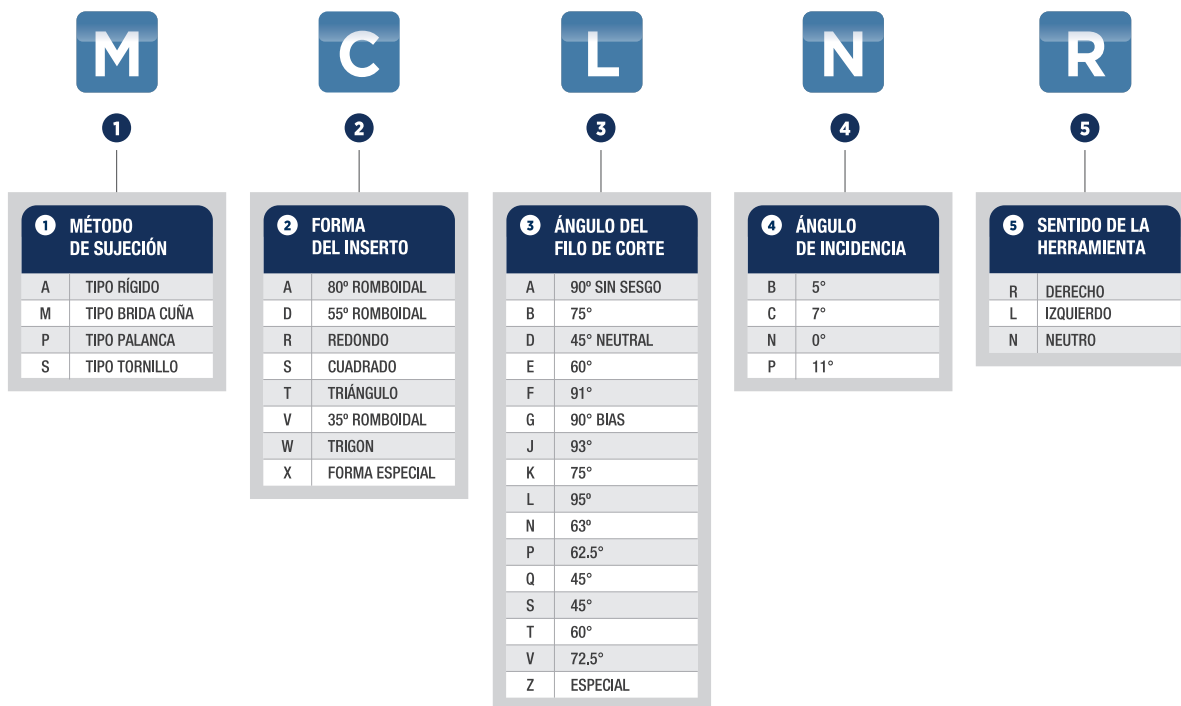 M C L N R
1 2 3 4 5
1 MÉTODO
DE SUJECIÓN
A TIPO RÍGIDO
M TIPO BRIDA CUÑA
P TIPO PALANCA
S TIPO TORNILLO
2 FORMA
DEL INSERTO
A 80º ROMBOIDAL
D 55º ROMBOIDAL
R REDONDO
S CUADRADO
T TRIÁNGULO
V 35º ROMBOIDAL
W TRIGON
X FORMA ESPECIAL
3 ÁNGULO DEL
FILO DE CORTE
A 90º SIN SESGO
B 75°
D 45° NEUTRAL
E 60°
F 91°
G 90° BIAS
J 93°
K 75°
L 95º
N 63º
P 62.5°
Q 45°
S 45°
T 60°
V 72.5°
Z ESPECIAL
4 ÁNGULO
DE INCIDENCIA
B 5°
C 7°
N 0°
P 11°
5 SENTIDO DE LA
HERRAMIENTA
R DERECHO
L IZQUIERDO
N NEUTRO